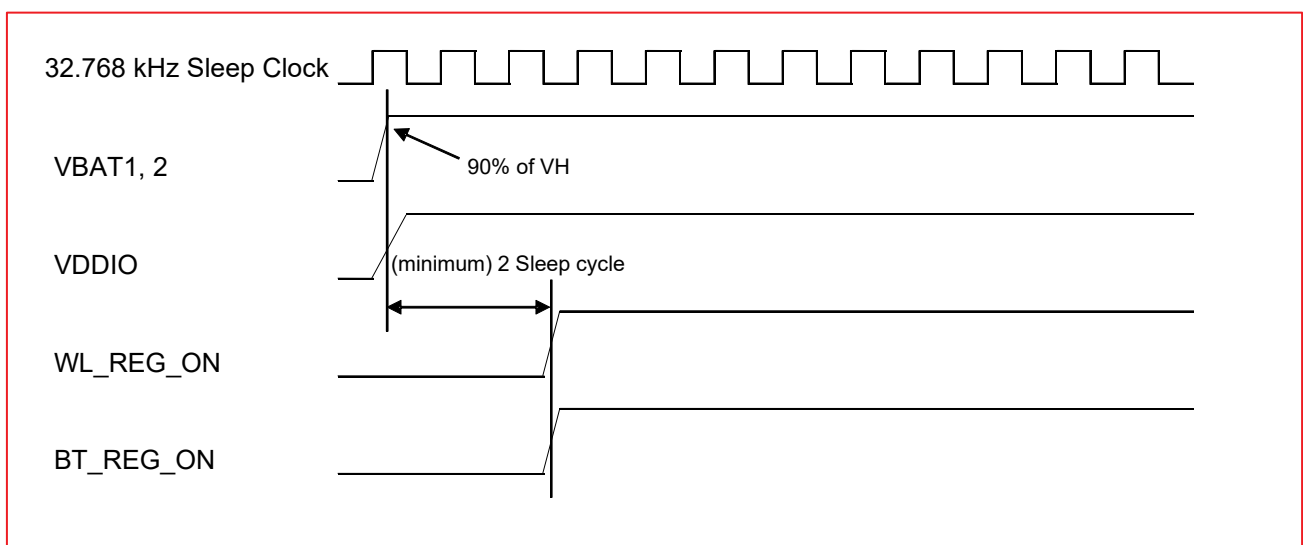 32.768 kHz Sleep Clock
VBAT1, 2
90% of VH
VDDIO
(minimum) 2 Sleep cycle
WL_REG_ON
BT_REG_ON